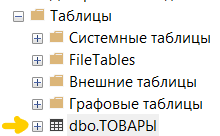 Таблицы
Системные таблицы
FileTables
Внешние таблицы
Графовые таблицы
dbo.ТОВАРЫ